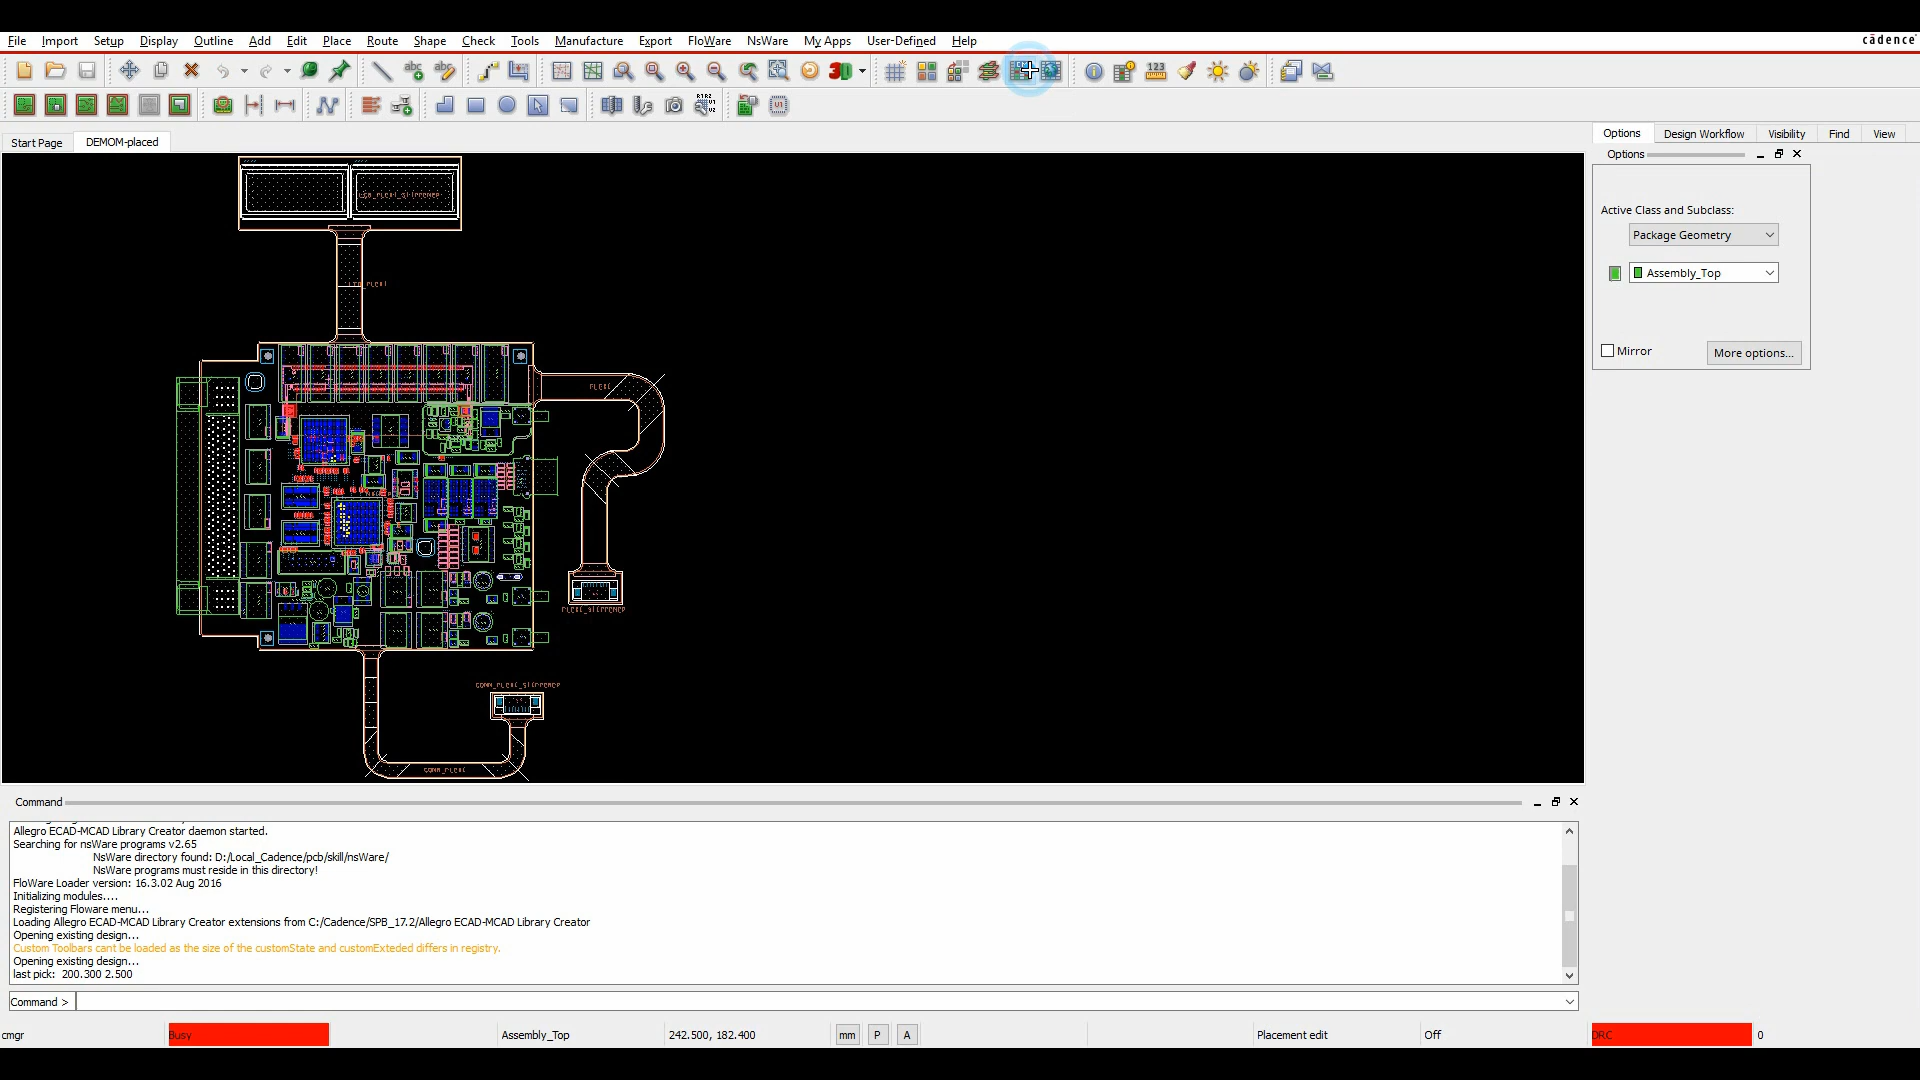 File Import Setup Display Outline Add Edit Place Route Shape Check Tools Manufacture Export FloWare NsWare My Apps User-Defined Help
cādence
Start Page DEMOM-placed
Options Design Workflow Visibility Find View
Options
Active Class and Subclass:
Package Geometry
Assembly_Top
Mirror More options...
Command
Allegro ECAD-MCAD Library Creator daemon started.
Searching for nsWare programs v2.65
NsWare directory found: D:/Local_Cadence/pcb/skill/nsWare/
NsWare programs must reside in this directory!
FloWare Loader version: 16.3.02 Aug 2016
Initializing modules....
Registering Floware menu...
Loading Allegro ECAD-MCAD Library Creator extensions from C:/Cadence/SPB_17.2/Allegro ECAD-MCAD Library Creator
Opening existing design...
Custom Toolbars cant be loaded as the size of the customState and customExteded differs in registry.
Opening existing design...
last pick: 200.300 2.500
Command >
cmgr Busy Assembly_Top 242.500, 182.400 mm P A Placement edit Off DRC 0